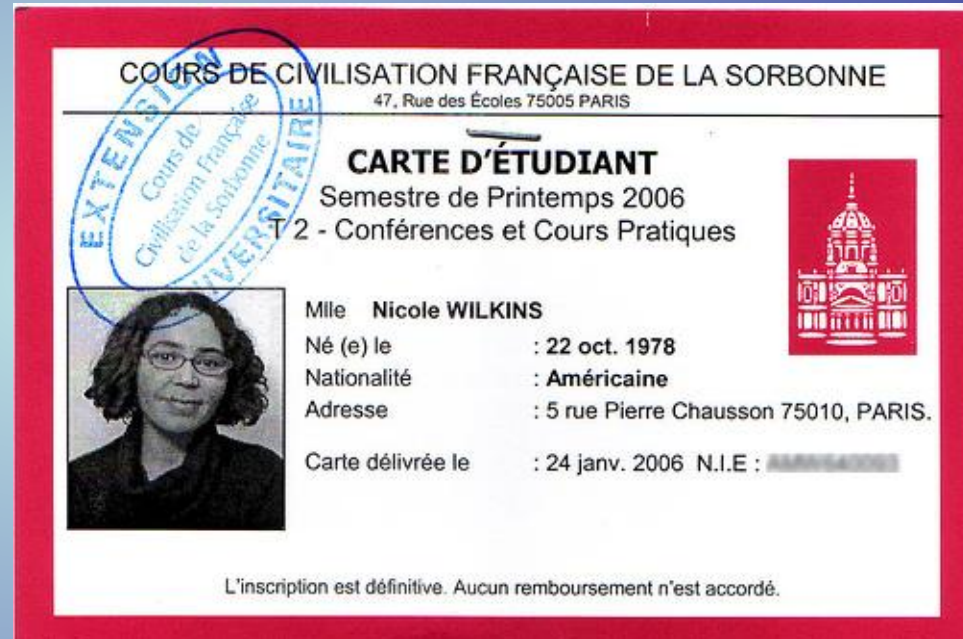 COURS DE CIVILISATION FRANÇAISE DE LA SORBONNE
47, Rue des Écoles 75005 PARIS
EXTENSION UNIVERSITAIRE
Cours de
Civilisation Française
de la Sorbonne
CARTE D'ÉTUDIANT
Semestre de Printemps 2006
T 2 - Conférences et Cours Pratiques
Mlle Nicole WILKINS
Né (e) le : 22 oct. 1978
Nationalité : Américaine
Adresse : 5 rue Pierre Chausson 75010, PARIS.
Carte délivrée le : 24 janv. 2006 N.I.E :
L'inscription est définitive. Aucun remboursement n'est accordé.